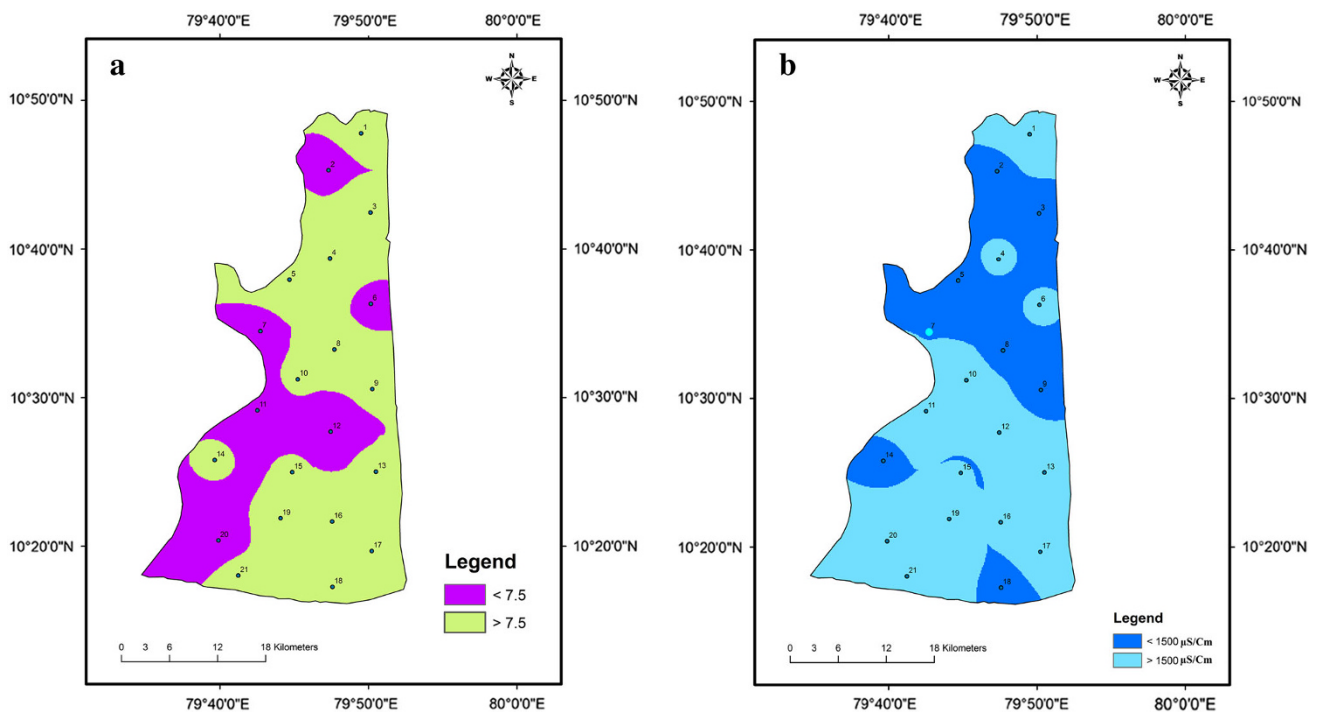 79°40'0"E 79°50'0"E 80°0'0"E
a
N
W E
S
10°50'0"N 10°50'0"N
1
2
3
10°40'0"N 10°40'0"N
4
5
6
7
8
10
9
10°30'0"N 10°30'0"N
11
12
14
15
13
19
16
20
10°20'0"N 10°20'0"N
17
21
18
Legend
< 7.5
> 7.5
0 3 6 12 18 Kilometers
79°40'0"E 79°50'0"E 80°0'0"E
79°40'0"E 79°50'0"E 80°0'0"E
b
N
W E
S
10°50'0"N 10°50'0"N
1
2
3
10°40'0"N 10°40'0"N
4
5
6
7
8
10
9
10°30'0"N 10°30'0"N
11
12
14
15
13
19
16
20
10°20'0"N 10°20'0"N
17
21
18
Legend
< 1500 µS/Cm
> 1500 µS/Cm
0 3 6 12 18 Kilometers
79°40'0"E 79°50'0"E 80°0'0"E